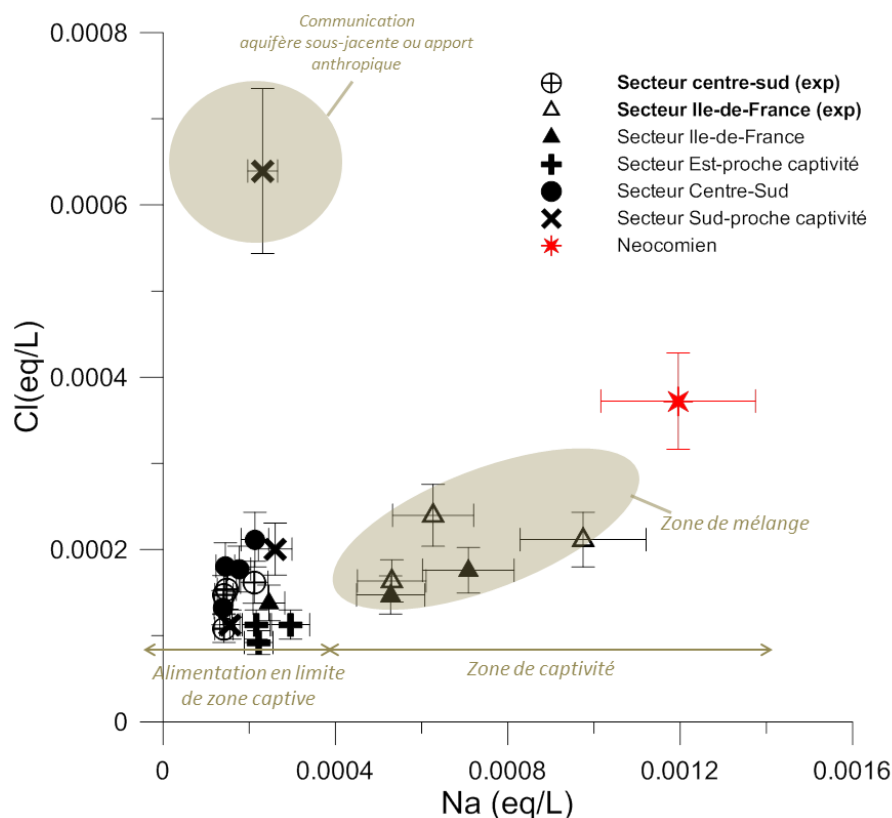 Communication
aquifère sous-jacente ou apport
anthropique
0.0008
0.0006
0.0004
0.0002
0
Cl(eq/L)
Secteur centre-sud (exp)
Secteur Ile-de-France (exp)
Secteur Ile-de-France
Secteur Est-proche captivité
Secteur Centre-Sud
Secteur Sud-proche captivité
Neocomien
Zone de mélange
Alimentation en limite
de zone captive
Zone de captivité
0
0.0004
0.0008
0.0012
0.0016
Na (eq/L)